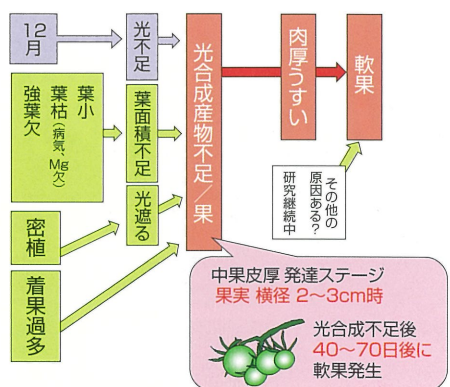 12月
光不足
光合成産物不足/果
肉厚うすい
軟果
葉小
葉枯(病気、Mg欠)
強葉欠
葉面積不足
光遮る
密植
着果過多
その他の
原因ある?
研究継続中
中果皮厚 発達ステージ
果実 横径 2~3cm時
光合成不足後
40~70日後に
軟果発生